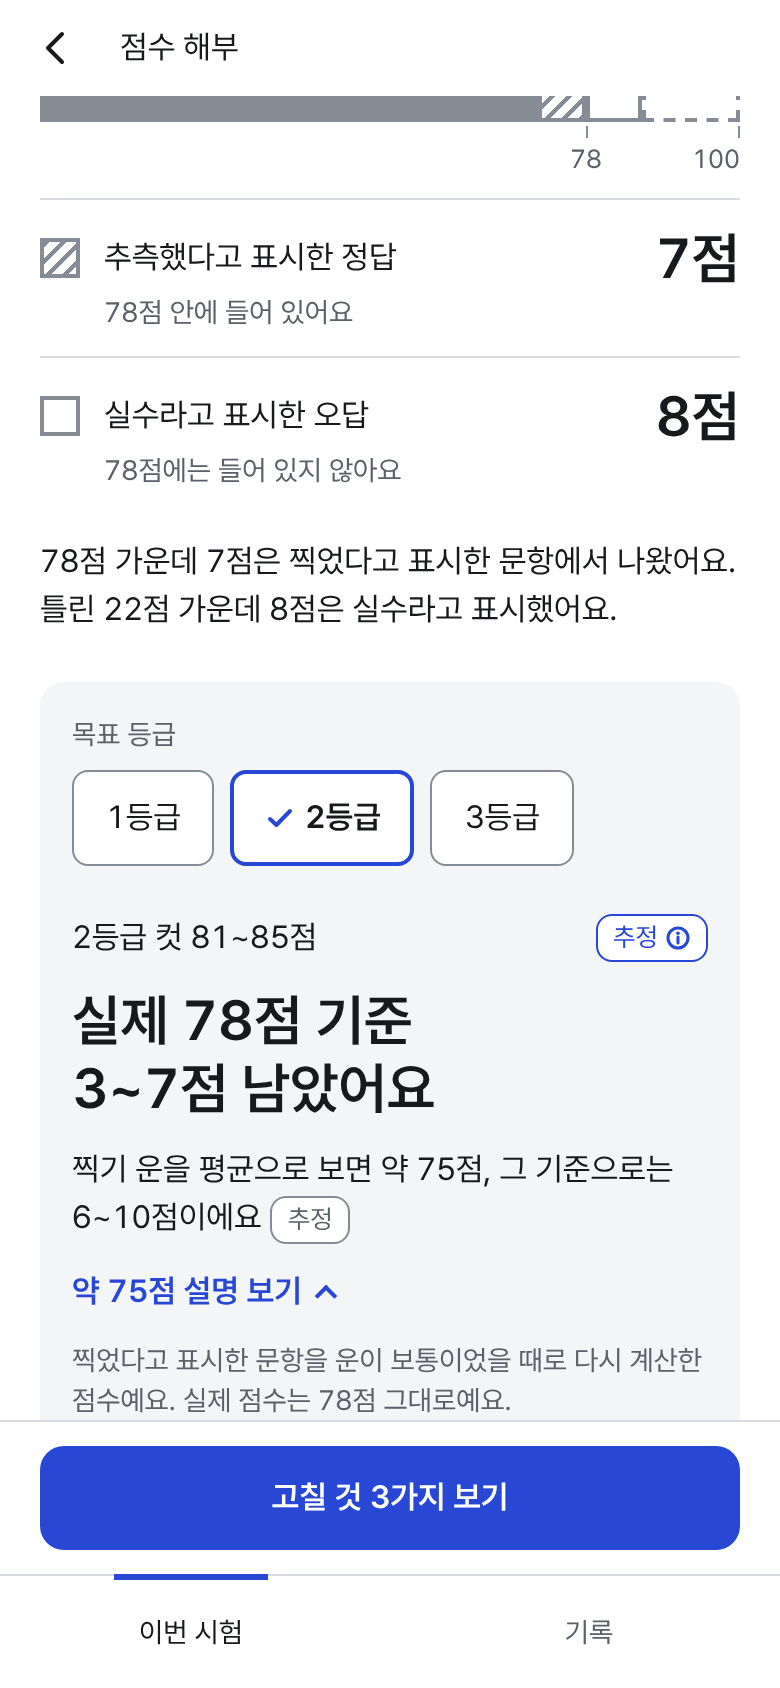 점수 해부
78
100
추측했다고 표시한 정답
7점
78점 안에 들어 있어요
실수라고 표시한 오답
8점
78점에는 들어 있지 않아요
78점 가운데 7점은 찍었다고 표시한 문항에서 나왔어요.
틀린 22점 가운데 8점은 실수라고 표시했어요.
목표 등급
1등급
2등급
3등급
2등급 컷 81~85점
추정
실제 78점 기준
3~7점 남았어요
찍기 운을 평균으로 보면 약 75점, 그 기준으로는
6~10점이에요 추정
약 75점 설명 보기
찍었다고 표시한 문항을 운이 보통이었을 때로 다시 계산한
점수예요. 실제 점수는 78점 그대로예요.
고칠 것 3가지 보기
이번 시험
기록